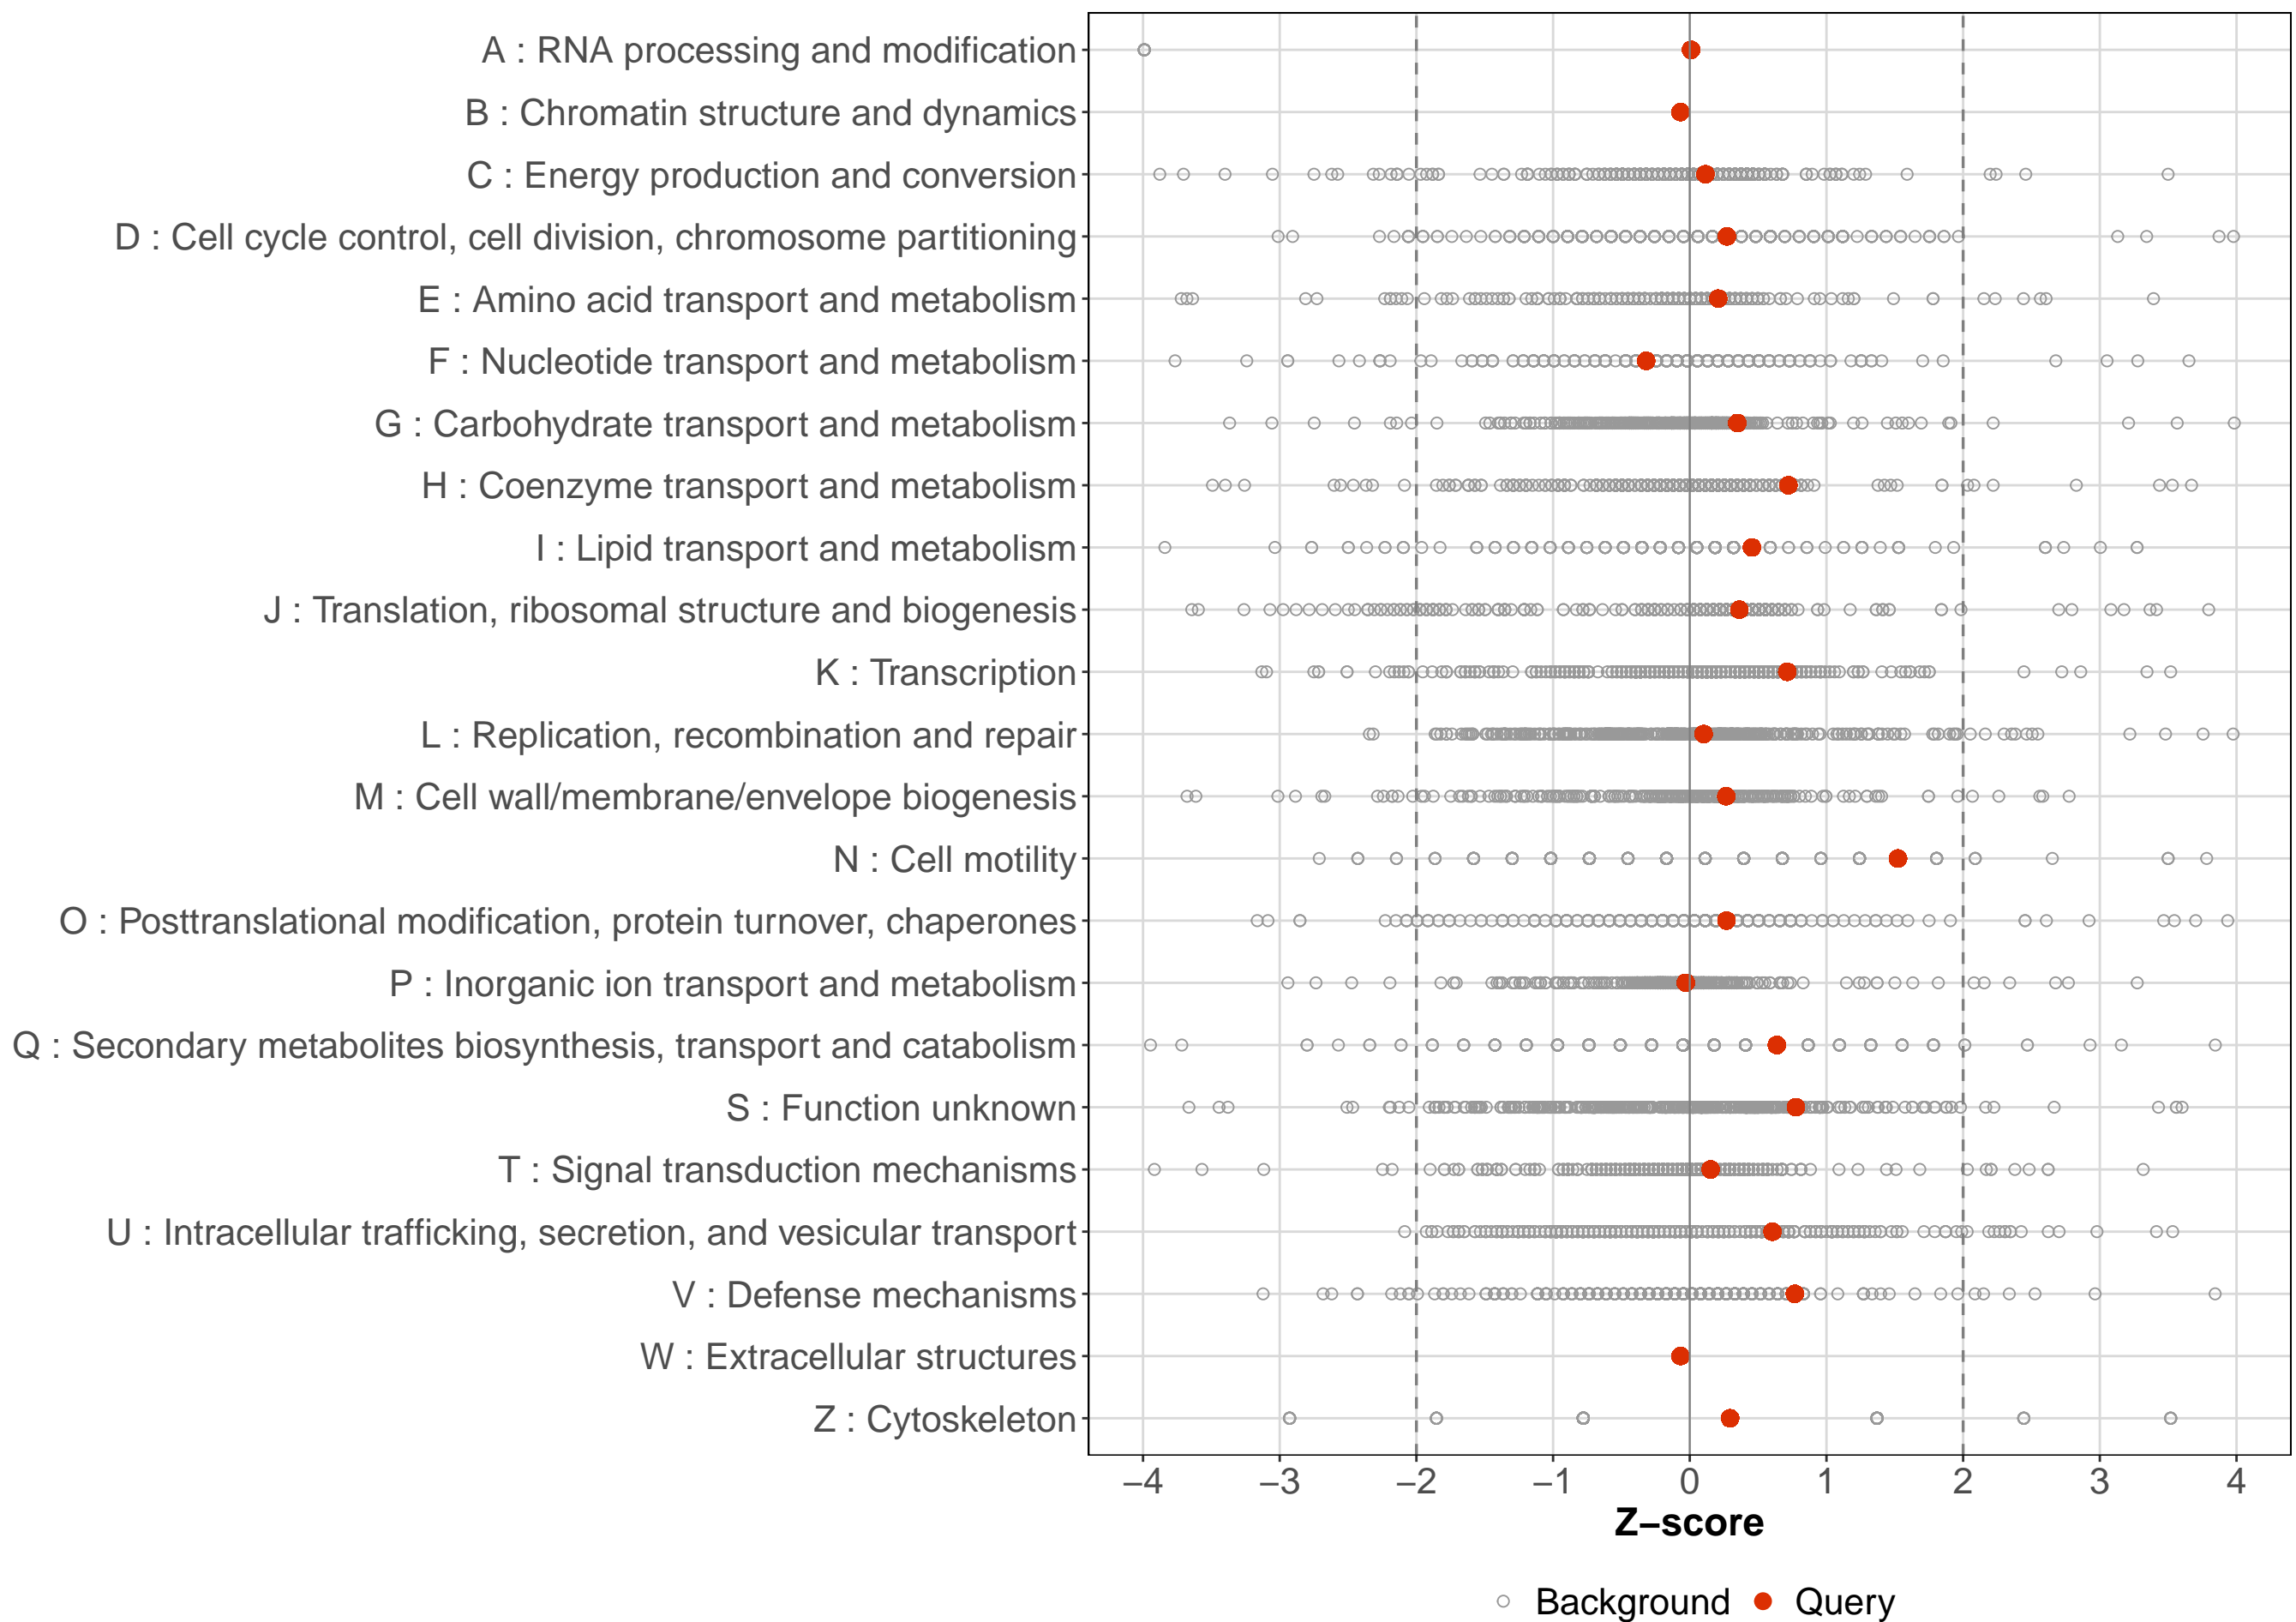 A : RNA processing and modification
B : Chromatin structure and dynamics
C : Energy production and conversion
D : Cell cycle control, cell division, chromosome partitioning
E : Amino acid transport and metabolism
F : Nucleotide transport and metabolism
G : Carbohydrate transport and metabolism
H : Coenzyme transport and metabolism
I : Lipid transport and metabolism
J : Translation, ribosomal structure and biogenesis
K : Transcription
L : Replication, recombination and repair
M : Cell wall/membrane/envelope biogenesis
N : Cell motility
O : Posttranslational modification, protein turnover, chaperones
P : Inorganic ion transport and metabolism
Q : Secondary metabolites biosynthesis, transport and catabolism
S : Function unknown
T : Signal transduction mechanisms
U : Intracellular trafficking, secretion, and vesicular transport
V : Defense mechanisms
W : Extracellular structures
Z : Cytoskeleton
−4 −3 −2 −1 0 1 2 3 4
Z−score
Background Query